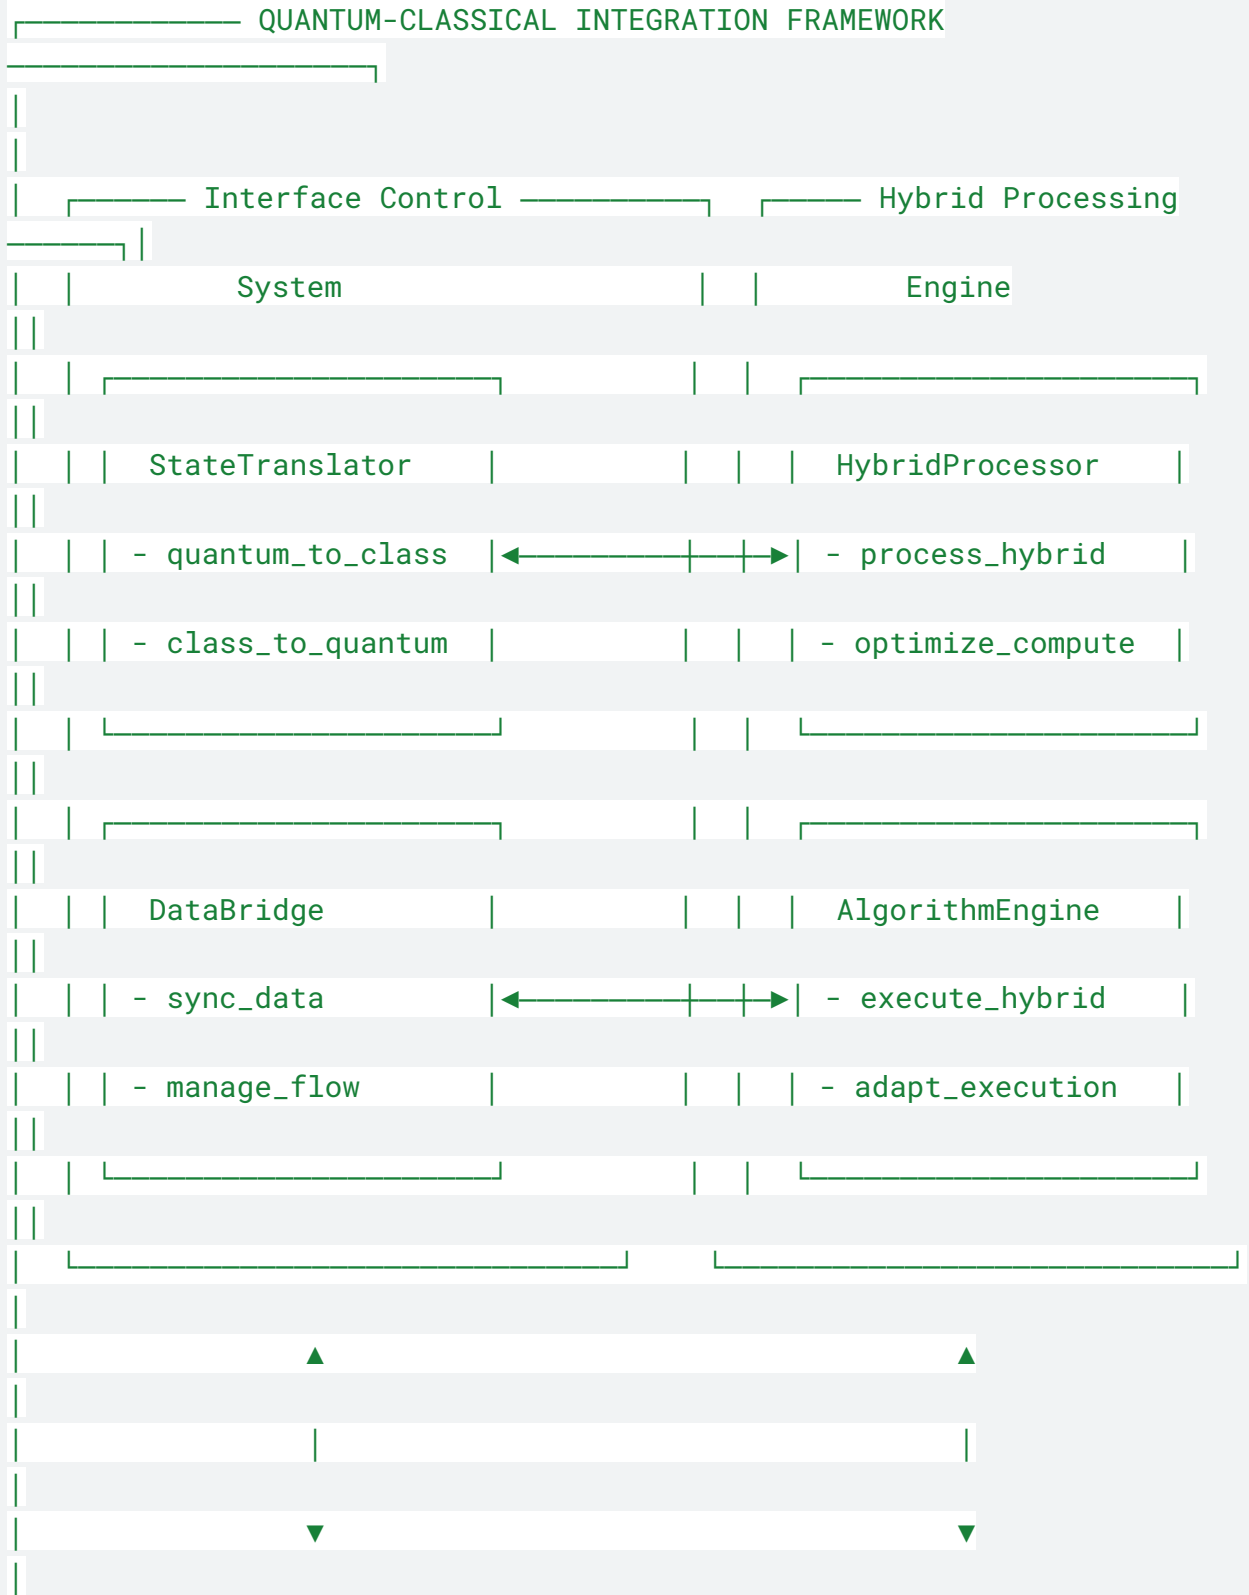 ┌──────────── QUANTUM-CLASSICAL INTEGRATION FRAMEWORK
────────────────────┐
│
│
│  ┌────── Interface Control ──────────┐  ┌───── Hybrid Processing
──────┐│
│  │         System                    │  │        Engine
││
│  │ ┌─────────────────────┐          │  │  ┌─────────────────────┐
││
│  │ │  StateTranslator    │          │  │  │  HybridProcessor    │
││
│  │ │ - quantum_to_class  │◄─────────┼──┼─►│ - process_hybrid    │
││
│  │ │ - class_to_quantum  │          │  │  │ - optimize_compute  │
││
│  │ └─────────────────────┘          │  │  └─────────────────────┘
││
│  │ ┌─────────────────────┐          │  │  ┌─────────────────────┐
││
│  │ │  DataBridge         │          │  │  │  AlgorithmEngine    │
││
│  │ │ - sync_data         │◄─────────┼──┼─►│ - execute_hybrid    │
││
│  │ │ - manage_flow       │          │  │  │ - adapt_execution   │
││
│  │ └─────────────────────┘          │  │  └─────────────────────┘
││
│  └──────────────────────────────┘    └────────────────────────────┘
│
│                ▲                                   ▲
│
│                │                                   │
│
│                ▼                                   ▼
│